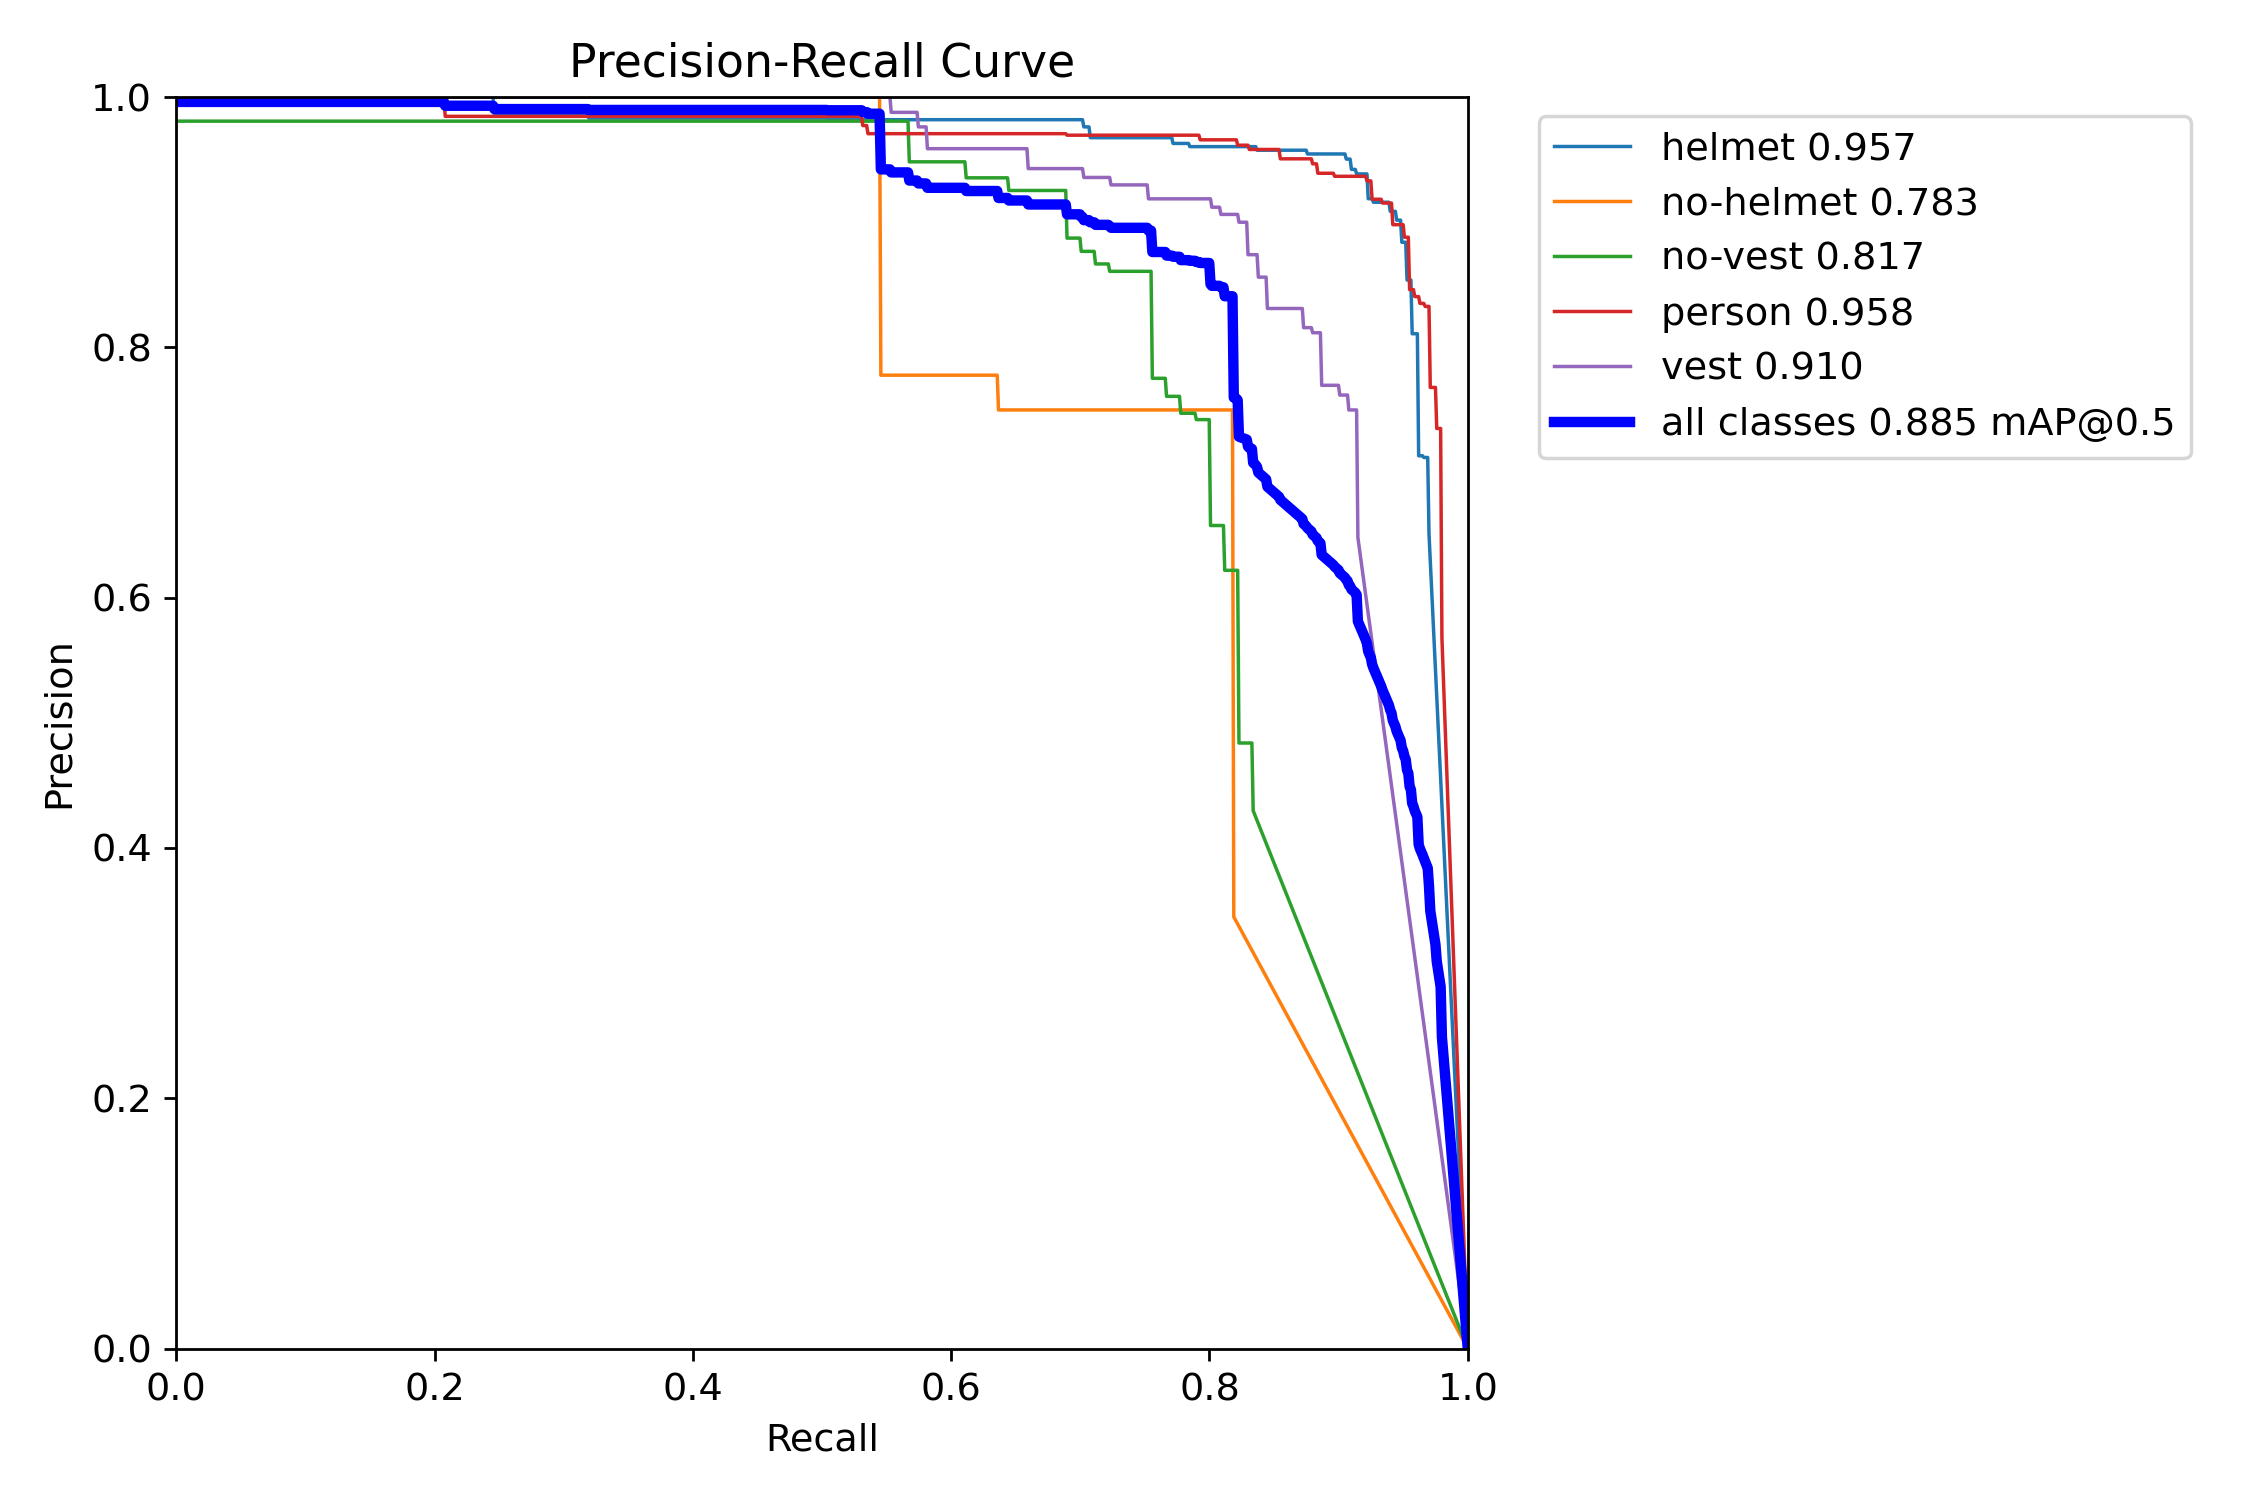 Precision-Recall Curve
1.0
0.8
0.6
0.4
0.2
0.0
Precision
0.0 0.2 0.4 0.6 0.8 1.0
Recall
helmet 0.957
no-helmet 0.783
no-vest 0.817
person 0.958
vest 0.910
all classes 0.885 mAP@0.5